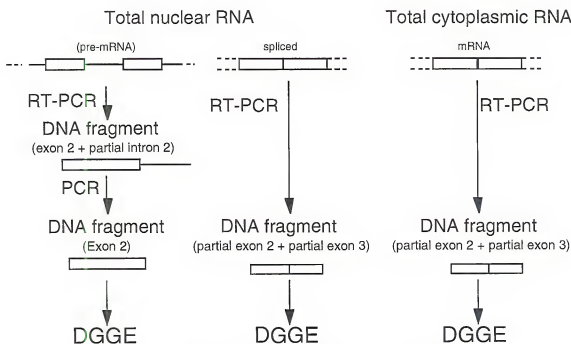 Total nuclear RNA
Total cytoplasmic RNA
(pre-mRNA)
spliced
mRNA
RT-PCR
RT-PCR
RT-PCR
DNA fragment
(exon 2 + partial intron 2)
PCR
DNA fragment
(Exon 2)
DNA fragment
(partial exon 2 + partial exon 3)
DNA fragment
(partial exon 2 + partial exon 3)
DGGE
DGGE
DGGE